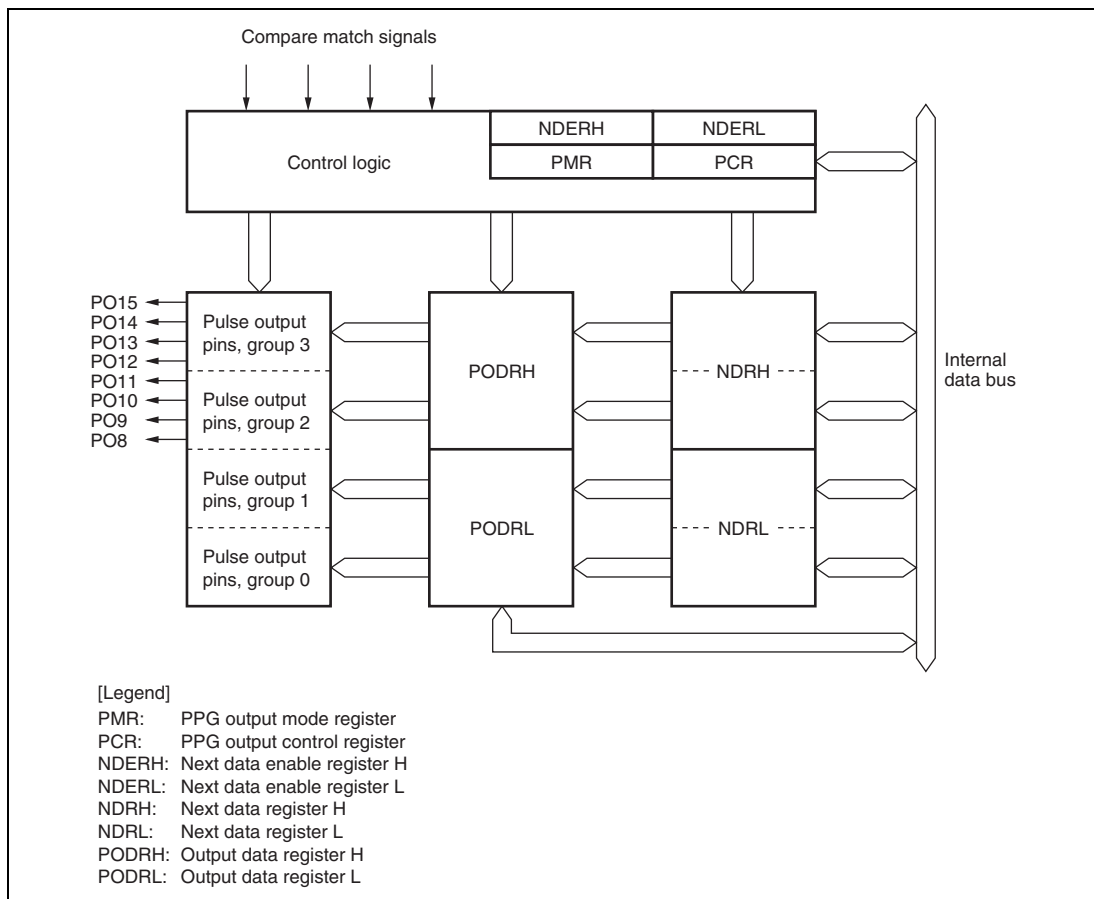 Compare match signals
Control logic
NDERH
NDERL
PMR
PCR
PO15
PO14
PO13
PO12
PO11
PO10
PO9
PO8
Pulse output
pins, group 3
Pulse output
pins, group 2
Pulse output
pins, group 1
Pulse output
pins, group 0
PODRH
PODRL
NDRH
NDRL
Internal
data bus
[Legend]
PMR: PPG output mode register
PCR: PPG output control register
NDERH: Next data enable register H
NDERL: Next data enable register L
NDRH: Next data register H
NDRL: Next data register L
PODRH: Output data register H
PODRL: Output data register L